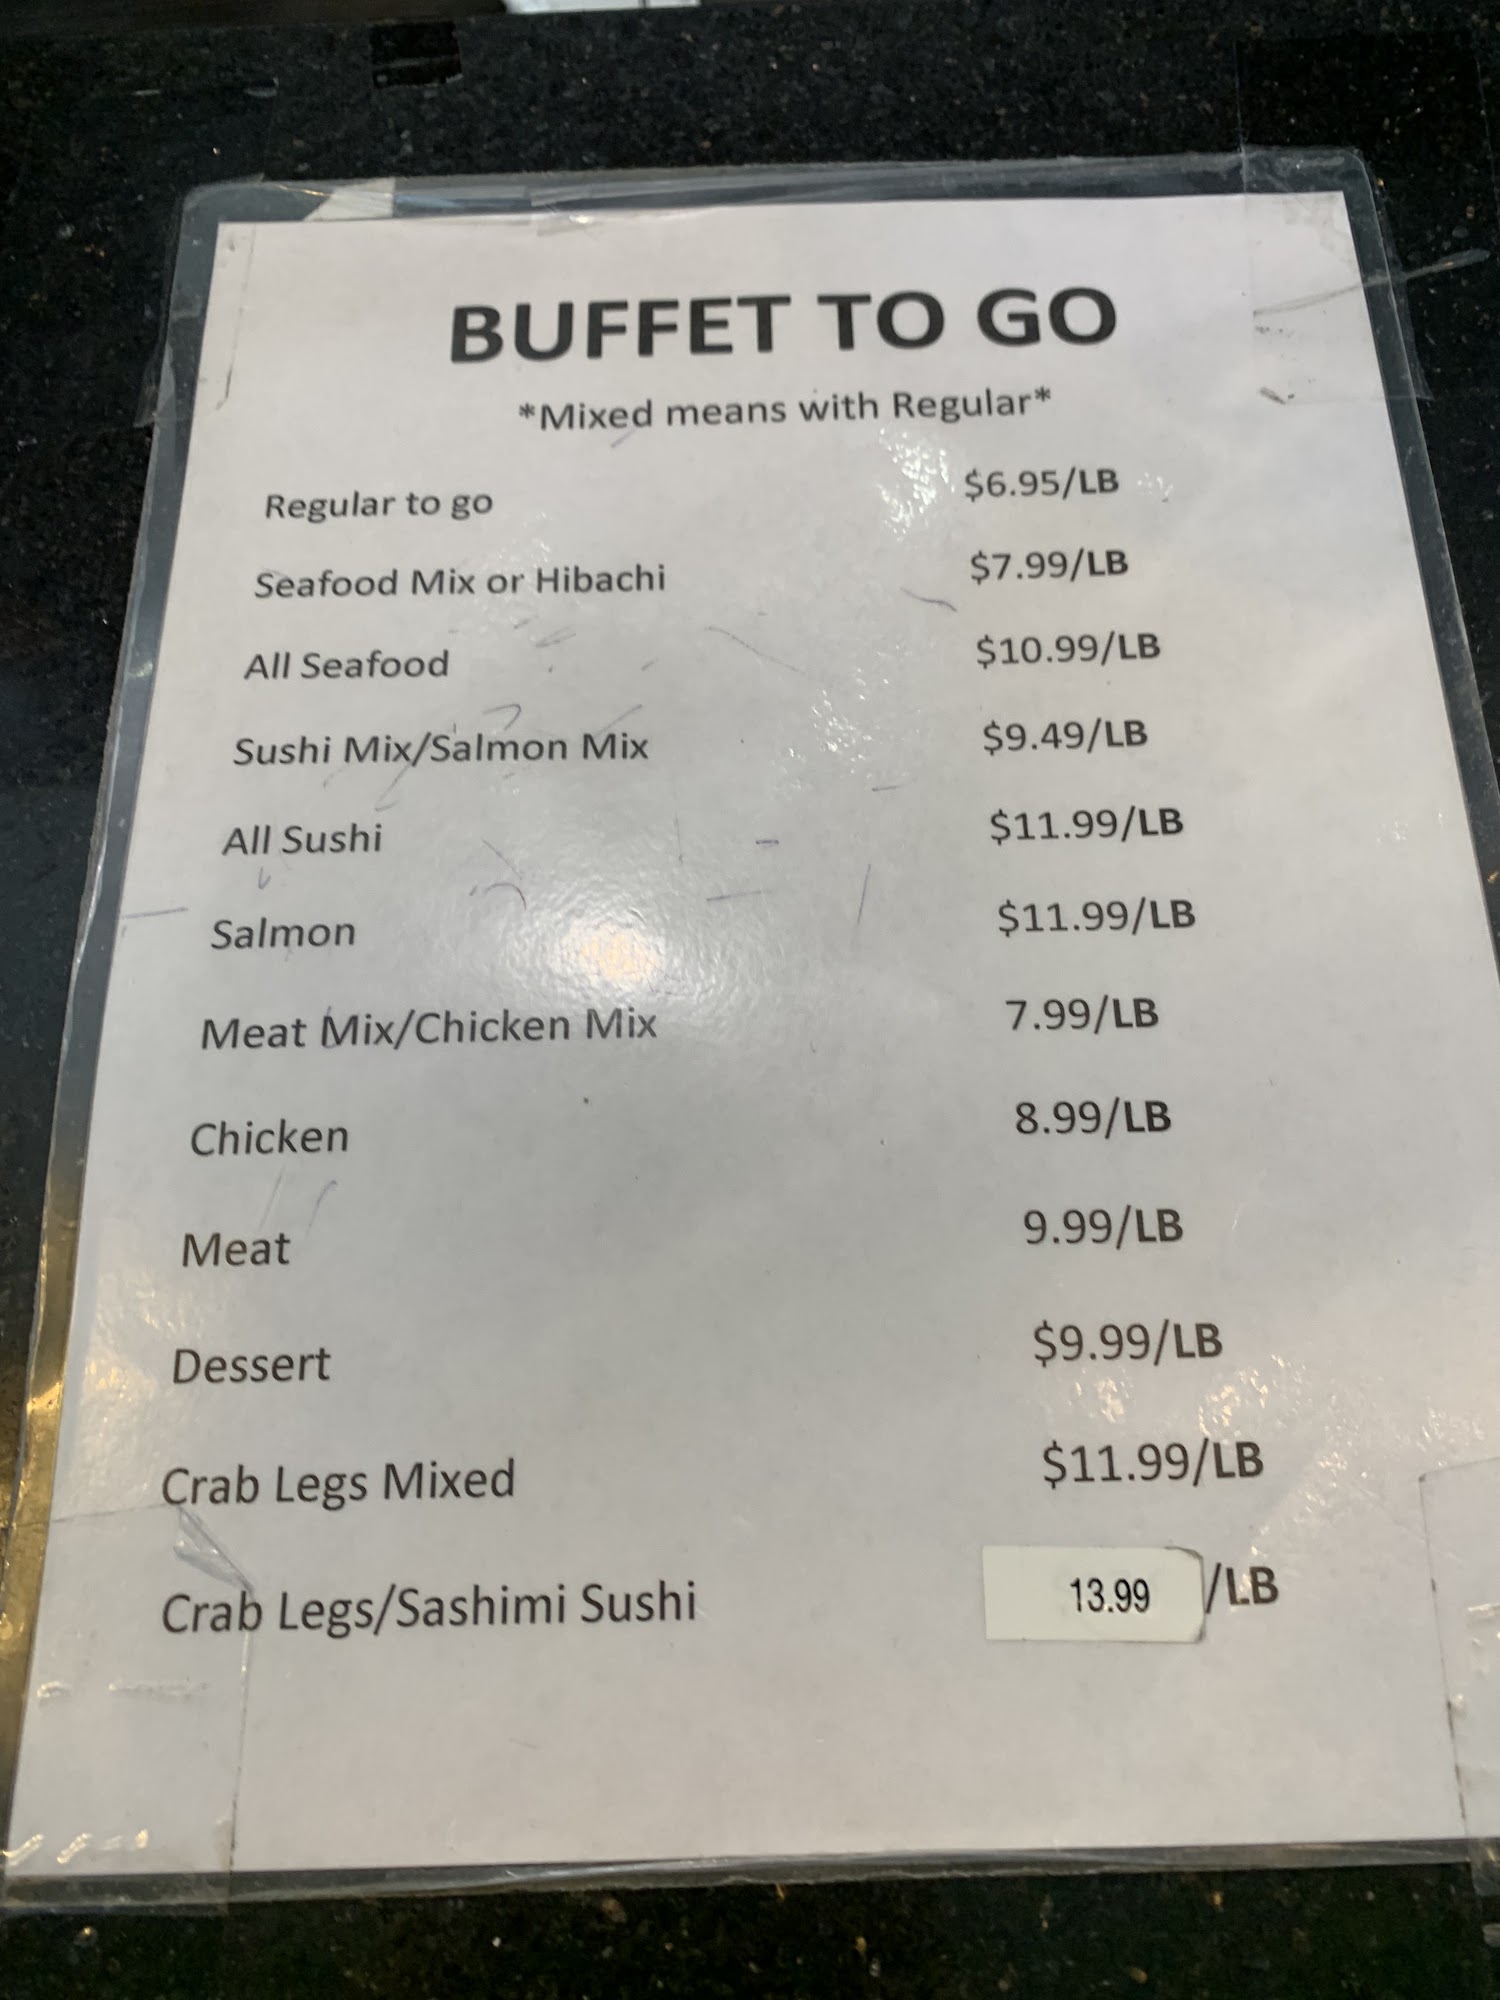 BUFFET TO GO
*Mixed means with Regular*
Regular to go $6.95/LB
Seafood Mix or Hibachi $7.99/LB
All Seafood $10.99/LB
Sushi Mix/Salmon Mix $9.49/LB
All Sushi $11.99/LB
Salmon $11.99/LB
Meat Mix/Chicken Mix 7.99/LB
Chicken 8.99/LB
Meat 9.99/LB
Dessert $9.99/LB
Crab Legs Mixed $11.99/LB
Crab Legs/Sashimi Sushi 13.99 /LB